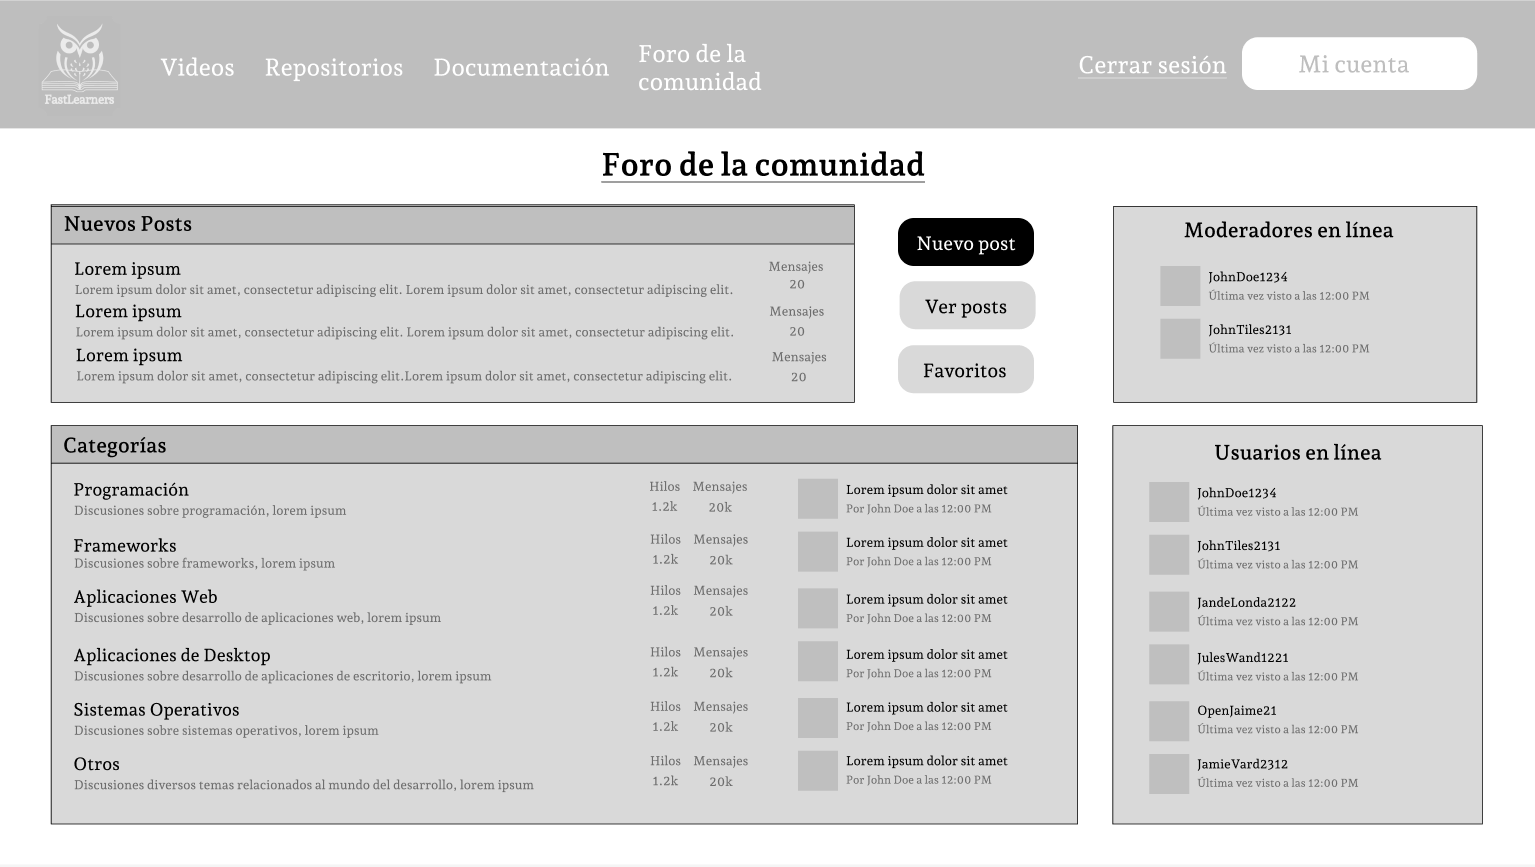 FastLearners
Videos
Repositorios
Documentación
Foro de la
comunidad
Cerrar sesión
Mi cuenta
Foro de la comunidad
Nuevos Posts
Lorem ipsum
Lorem ipsum dolor sit amet, consectetur adipiscing elit. Lorem ipsum dolor sit amet, consectetur adipiscing elit.
Mensajes
20
Lorem ipsum
Lorem ipsum dolor sit amet, consectetur adipiscing elit. Lorem ipsum dolor sit amet, consectetur adipiscing elit.
Mensajes
20
Lorem ipsum
Lorem ipsum dolor sit amet, consectetur adipiscing elit.Lorem ipsum dolor sit amet, consectetur adipiscing elit.
Mensajes
20
Nuevo post
Ver posts
Favoritos
Moderadores en línea
JohnDoe1234
Última vez visto a las 12:00 PM
JohnTiles2131
Última vez visto a las 12:00 PM
Categorías
Programación
Discusiones sobre programación, lorem ipsum
Hilos
1.2k
Mensajes
20k
Lorem ipsum dolor sit amet
Por John Doe a las 12:00 PM
Frameworks
Discusiones sobre frameworks, lorem ipsum
Hilos
1.2k
Mensajes
20k
Lorem ipsum dolor sit amet
Por John Doe a las 12:00 PM
Aplicaciones Web
Discusiones sobre desarrollo de aplicaciones web, lorem ipsum
Hilos
1.2k
Mensajes
20k
Lorem ipsum dolor sit amet
Por John Doe a las 12:00 PM
Aplicaciones de Desktop
Discusiones sobre desarrollo de aplicaciones de escritorio, lorem ipsum
Hilos
1.2k
Mensajes
20k
Lorem ipsum dolor sit amet
Por John Doe a las 12:00 PM
Sistemas Operativos
Discusiones sobre sistemas operativos, lorem ipsum
Hilos
1.2k
Mensajes
20k
Lorem ipsum dolor sit amet
Por John Doe a las 12:00 PM
Otros
Discusiones diversos temas relacionados al mundo del desarrollo, lorem ipsum
Hilos
1.2k
Mensajes
20k
Lorem ipsum dolor sit amet
Por John Doe a las 12:00 PM
Usuarios en línea
JohnDoe1234
Última vez visto a las 12:00 PM
JohnTiles2131
Última vez visto a las 12:00 PM
JandeLonda2122
Última vez visto a las 12:00 PM
JulesWand1221
Última vez visto a las 12:00 PM
OpenJaime21
Última vez visto a las 12:00 PM
JamieVard2312
Última vez visto a las 12:00 PM